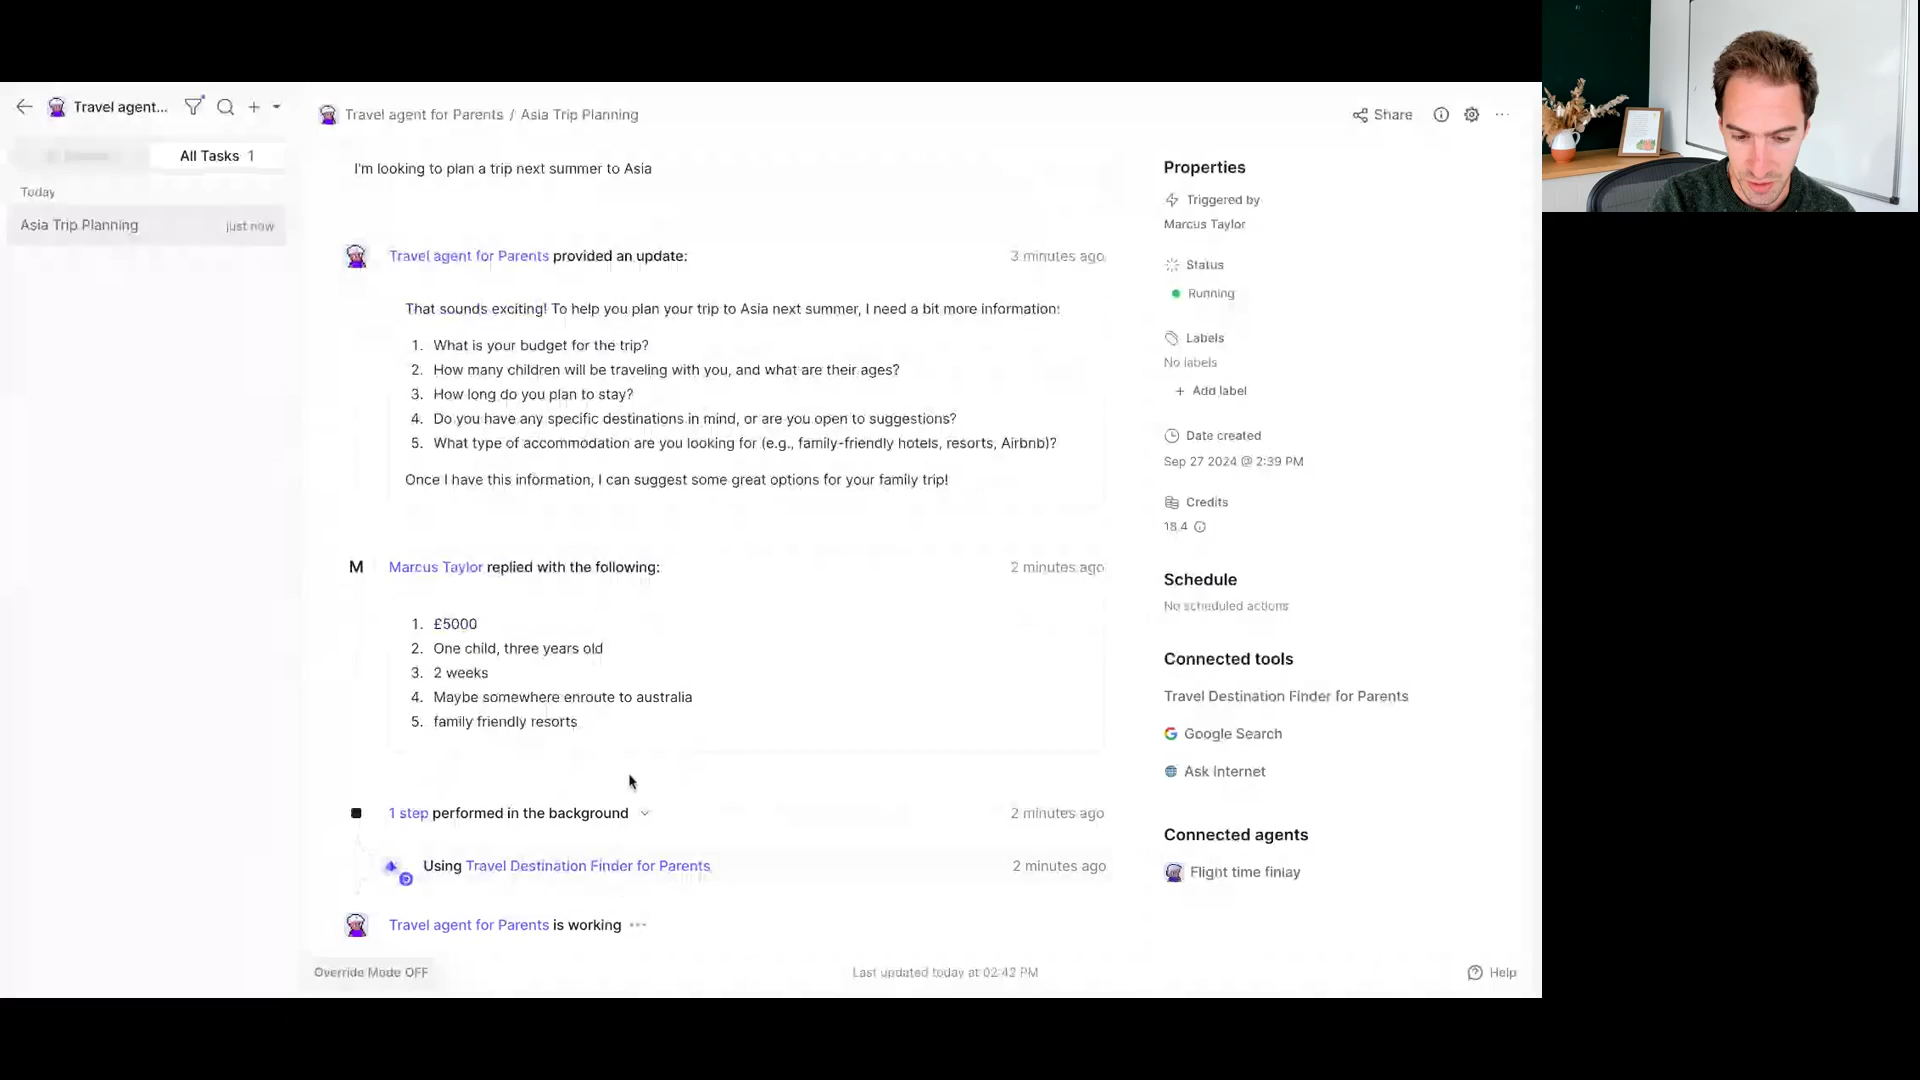 Travel agent...
All Tasks 1
Today
Asia Trip Planning just now
Travel agent for Parents / Asia Trip Planning
Share
I'm looking to plan a trip next summer to Asia
Travel agent for Parents provided an update: 3 minutes ago
That sounds exciting! To help you plan your trip to Asia next summer, I need a bit more information:
1. What is your budget for the trip?
2. How many children will be traveling with you, and what are their ages?
3. How long do you plan to stay?
4. Do you have any specific destinations in mind, or are you open to suggestions?
5. What type of accommodation are you looking for (e.g., family-friendly hotels, resorts, Airbnb)?
Once I have this information, I can suggest some great options for your family trip!
M Marcus Taylor replied with the following: 2 minutes ago
1. £5000
2. One child, three years old
3. 2 weeks
4. Maybe somewhere enroute to australia
5. family friendly resorts
1 step performed in the background 2 minutes ago
Using Travel Destination Finder for Parents 2 minutes ago
Travel agent for Parents is working
Override Mode OFF
Last updated today at 02:42 PM
Help
Properties
Triggered by
Marcus Taylor
Status
Running
Labels
No labels
+ Add label
Date created
Sep 27 2024 @ 2:39 PM
Credits
18.4
Schedule
No scheduled actions
Connected tools
Travel Destination Finder for Parents
Google Search
Ask Internet
Connected agents
Flight time finlay